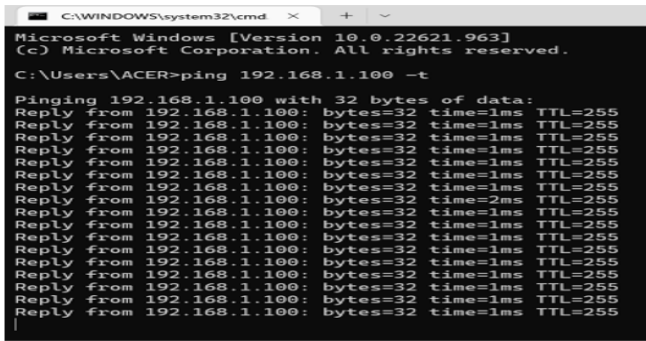 C:\WINDOWS\system32\cmd.
Microsoft Windows [Version 10.0.22621.963]
(c) Microsoft Corporation. All rights reserved.
C:\Users\ACER>ping 192.168.1.100 -t
Pinging 192.168.1.100 with 32 bytes of data:
Reply from 192.168.1.100: bytes=32 time=1ms TTL=255
Reply from 192.168.1.100: bytes=32 time=1ms TTL=255
Reply from 192.168.1.100: bytes=32 time=1ms TTL=255
Reply from 192.168.1.100: bytes=32 time=1ms TTL=255
Reply from 192.168.1.100: bytes=32 time=1ms TTL=255
Reply from 192.168.1.100: bytes=32 time=1ms TTL=255
Reply from 192.168.1.100: bytes=32 time=1ms TTL=255
Reply from 192.168.1.100: bytes=32 time=2ms TTL=255
Reply from 192.168.1.100: bytes=32 time=1ms TTL=255
Reply from 192.168.1.100: bytes=32 time=1ms TTL=255
Reply from 192.168.1.100: bytes=32 time=1ms TTL=255
Reply from 192.168.1.100: bytes=32 time=1ms TTL=255
Reply from 192.168.1.100: bytes=32 time=1ms TTL=255
Reply from 192.168.1.100: bytes=32 time=1ms TTL=255
Reply from 192.168.1.100: bytes=32 time=1ms TTL=255
Reply from 192.168.1.100: bytes=32 time=1ms TTL=255
Reply from 192.168.1.100: bytes=32 time=1ms TTL=255